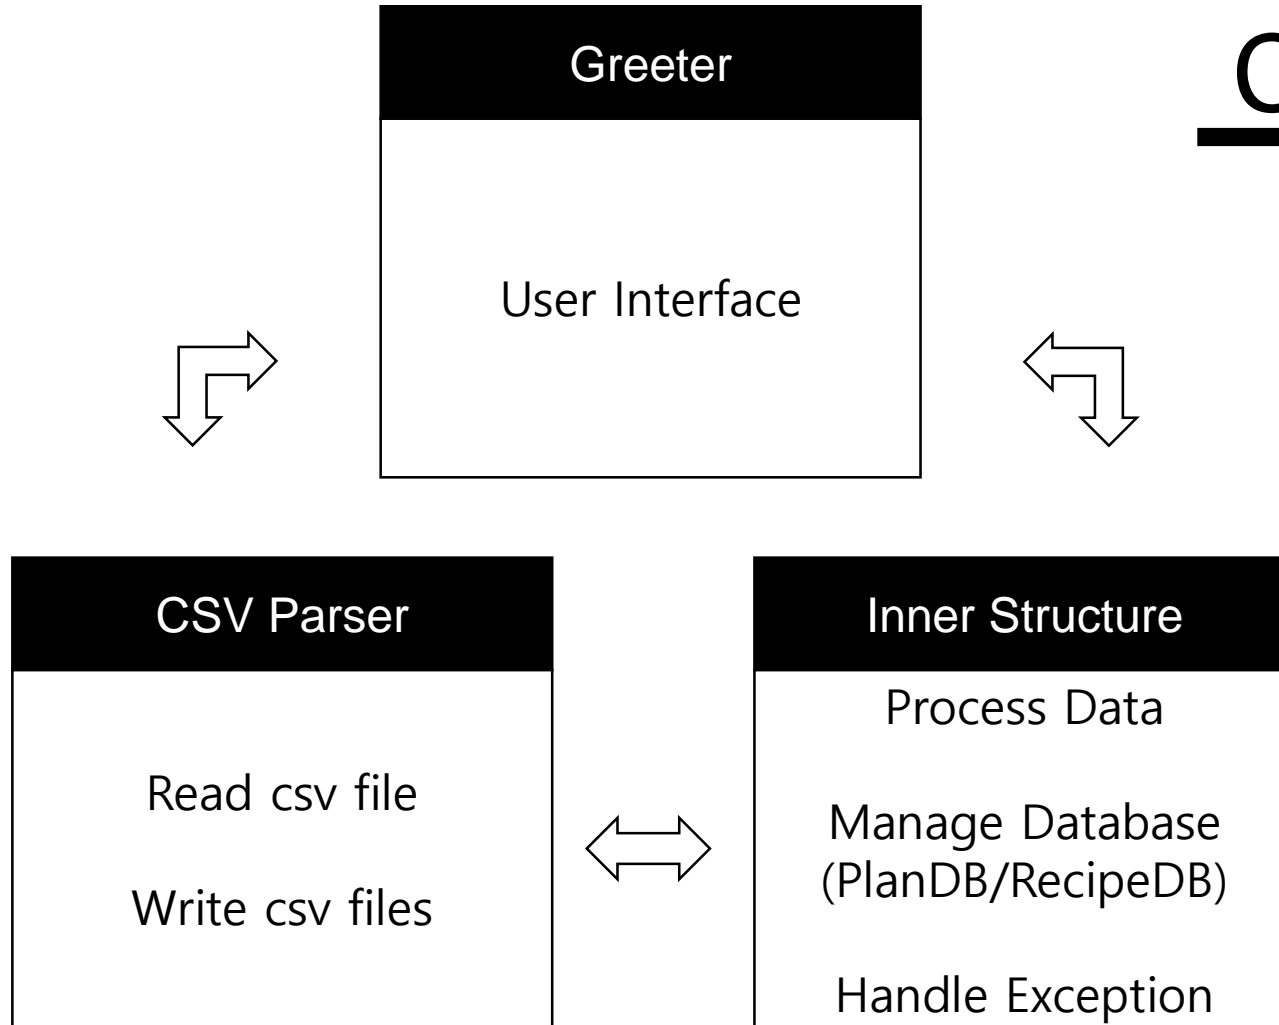 Greeter
User Interface
CSV Parser
Read csv file
Write csv files
Inner Structure
Process Data
Manage Database
(PlanDB/RecipeDB)
Handle Exception